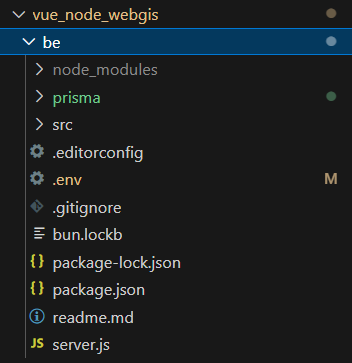 vue_node_webgis
be
node_modules
prisma
src
.editorconfig
.env M
.gitignore
bun.lockb
package-lock.json
package.json
readme.md
server.js